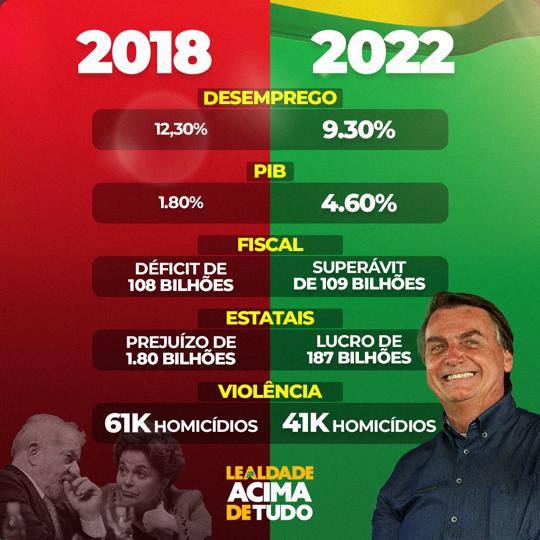 2018 2022
DESEMPREGO
12,30% 9.30%
PIB
1.80% 4.60%
FISCAL
DÉFICIT DE
108 BILHÕES
SUPERÁVIT
DE 109 BILHÕES
ESTATAIS
PREJUÍZO DE
1.80 BILHÕES
LUCRO DE
187 BILHÕES
VIOLÊNCIA
61K HOMICÍDIOS 41K HOMICÍDIOS
LEALDADE
ACIMA
DE TUDO